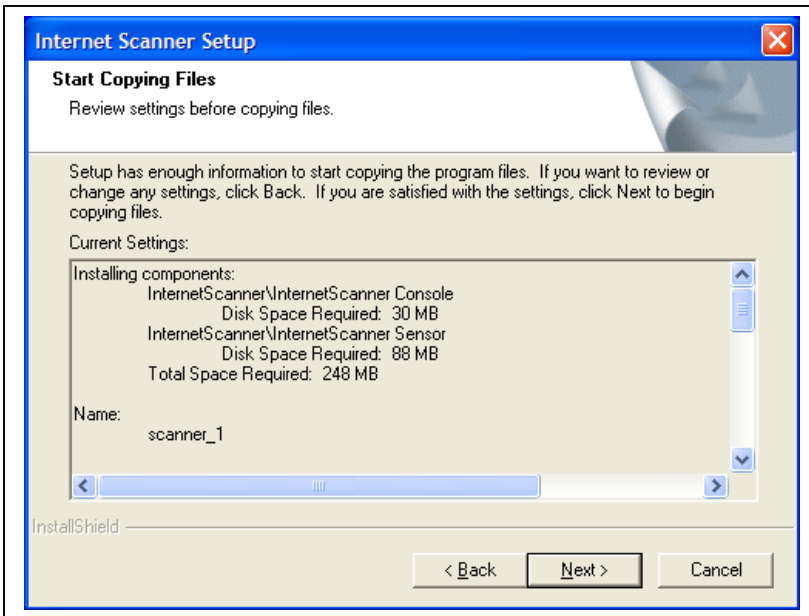 Internet Scanner Setup
Start Copying Files
Review settings before copying files.
Setup has enough information to start copying the program files.  If you want to review or
change any settings, click Back.  If you are satisfied with the settings, click Next to begin
copying files.
Current Settings:
Installing components:
InternetScanner\InternetScanner Console
Disk Space Required:  30 MB
InternetScanner\InternetScanner Sensor
Disk Space Required:  88 MB
Total Space Required:  248 MB
Name:
scanner_1
InstallShield
< Back
Next >
Cancel